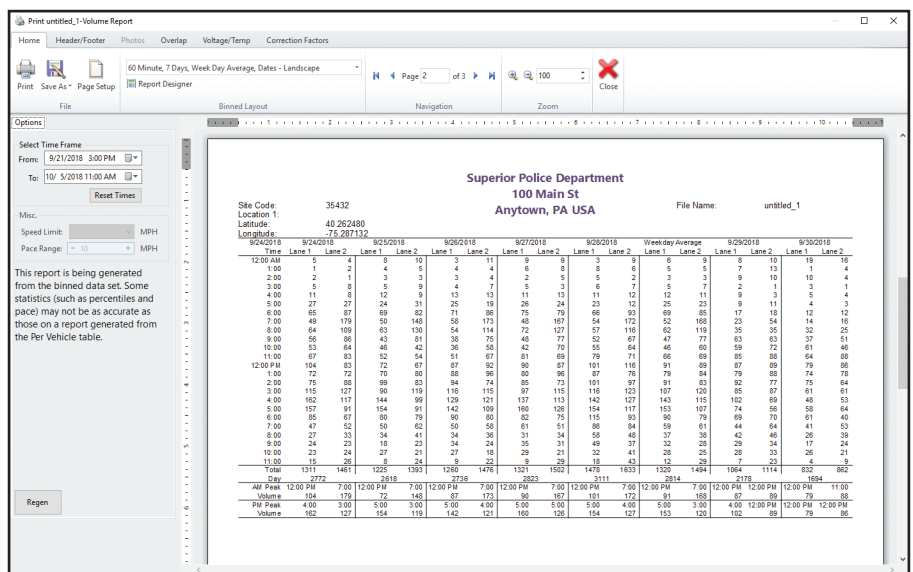 Print untitled_1-Volume Report
Home Header/Footer Photos Overlap Voltage/Temp Correction Factors
60 Minute, 7 Days, Week Day Average, Dates - Landscape
Report Designer
Page 2 of 3
100
Print Save As Page Setup
Close
File Binned Layout Navigation Zoom
Options
Select Time Frame
From: 9/21/2018 3:00 PM
To: 10/ 5/2018 11:00 AM
Reset Times
Misc.
Speed Limit: MPH
Pace Range: - 10 + MPH
This report is being generated
from the binned data set. Some
statistics (such as percentiles and
pace) may not be as accurate as
those on a report generated from
the Per Vehicle table.
Regen
Superior Police Department
100 Main St
Anytown, PA USA
Site Code: 35432
File Name: untitled_1
Location 1:
Latitude: 40.262480
Longitude: -75.287132
9/24/2018 9/24/2018 9/25/2018 9/26/2018 9/27/2018 9/28/2018 Weekday Average 9/29/2018 9/30/2018
Time Lane 1 Lane 2 Lane 1 Lane 2 Lane 1 Lane 2 Lane 1 Lane 2 Lane 1 Lane 2 Lane 1 Lane 2 Lane 1 Lane 2 Lane 1 Lane 2
12:00 AM 5 4 8 10 3 11 9 9 3 9 6 9 8 10 19 16
1:00 1 2 4 5 4 4 6 8 8 6 5 5 7 13 1 4
2:00 2 1 3 3 3 4 2 5 5 2 3 3 9 10 10 4
3:00 5 8 5 9 4 7 5 3 6 7 5 7 2 1 3 1
4:00 11 8 12 9 13 13 11 13 11 12 12 11 9 3 5 4
5:00 27 27 24 31 25 19 26 24 23 12 25 23 9 11 4 3
6:00 65 87 69 82 71 86 75 79 66 93 69 85 17 18 12 12
7:00 49 179 50 148 58 173 48 167 54 172 52 168 23 54 14 16
8:00 64 109 63 130 54 114 72 127 57 116 62 119 35 35 32 25
9:00 56 86 43 81 38 75 48 77 52 67 47 77 63 63 37 51
10:00 53 64 46 42 36 58 42 70 55 64 46 60 59 72 61 46
11:00 67 83 52 54 51 67 81 69 79 71 66 69 85 88 64 88
12:00 PM 104 83 72 67 87 92 90 87 101 116 91 89 87 89 79 86
1:00 72 72 70 80 88 96 80 96 87 76 79 84 79 88 74 78
2:00 75 88 99 83 94 74 85 73 101 97 91 83 92 77 75 64
3:00 115 127 90 119 116 115 97 115 116 123 107 120 85 87 61 61
4:00 162 117 144 99 129 121 137 113 142 127 143 115 102 69 48 53
5:00 157 91 154 91 142 109 160 126 154 117 153 107 74 56 58 64
6:00 85 67 80 79 90 80 82 75 115 93 90 79 69 70 61 40
7:00 47 52 50 62 50 58 61 51 86 84 59 61 44 64 41 53
8:00 27 33 34 41 34 36 31 34 58 48 37 38 42 46 26 39
9:00 24 23 18 23 34 24 35 31 49 37 32 28 29 34 17 24
10:00 23 24 27 21 27 18 29 21 32 41 28 25 28 33 26 21
11:00 15 26 8 24 9 22 9 29 18 43 12 29 7 23 4 9
Total 1311 1461 1225 1393 1260 1476 1321 1502 1478 1633 1320 1494 1064 1114 832 862
Day 2772 2618 2736 2823 3111 2814 2178 1694
AM Peak 12:00 PM 7:00 12:00 PM 7:00 12:00 PM 7:00 12:00 PM 7:00 12:00 PM 7:00 12:00 PM 7:00 12:00 PM 12:00 PM 12:00 PM 11:00
Volume 104 179 72 148 87 173 90 167 101 172 91 168 87 89 79 88
PM Peak 4:00 3:00 5:00 3:00 5:00 4:00 5:00 5:00 5:00 4:00 5:00 3:00 4:00 12:00 PM 12:00 PM 12:00 PM
Volume 162 127 154 119 142 121 160 126 154 127 153 120 102 89 79 86